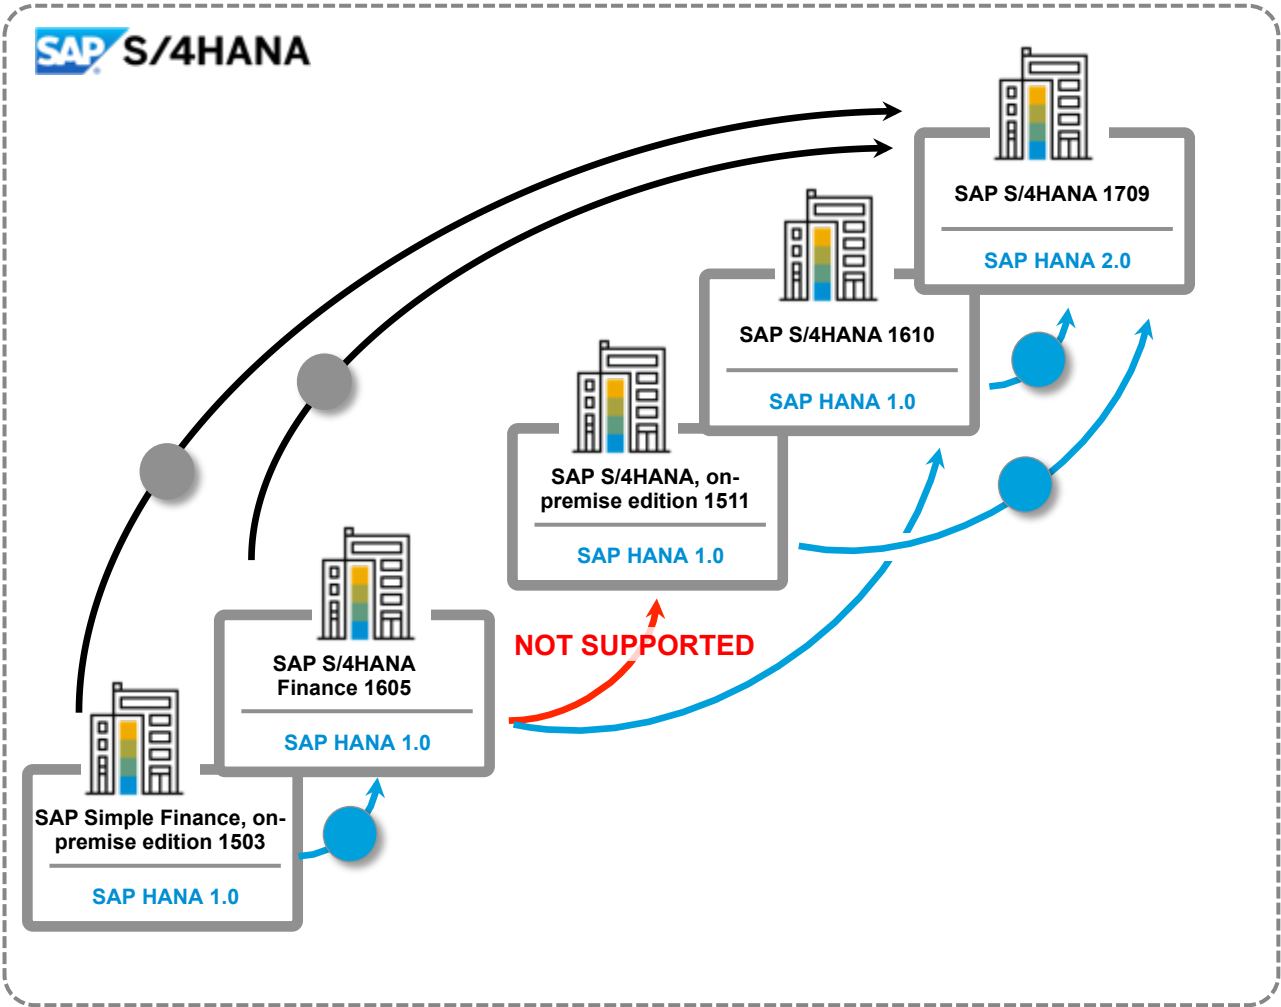 SAP S/4HANA
SAP S/4HANA 1709
SAP HANA 2.0
SAP S/4HANA 1610
SAP HANA 1.0
SAP S/4HANA, on-
premise edition 1511
SAP HANA 1.0
NOT SUPPORTED
SAP S/4HANA
Finance 1605
SAP HANA 1.0
SAP Simple Finance, on-
premise edition 1503
SAP HANA 1.0